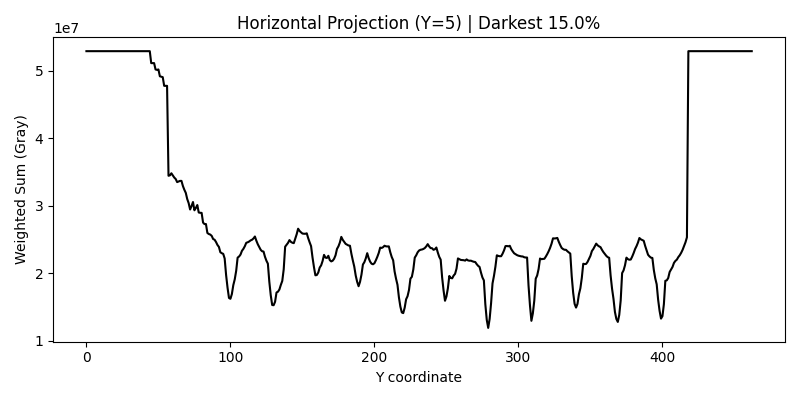 Horizontal Projection (Y=5) | Darkest 15.0%
1e7
5
4
3
2
1
Weighted Sum (Gray)
0 100 200 300 400
Y coordinate